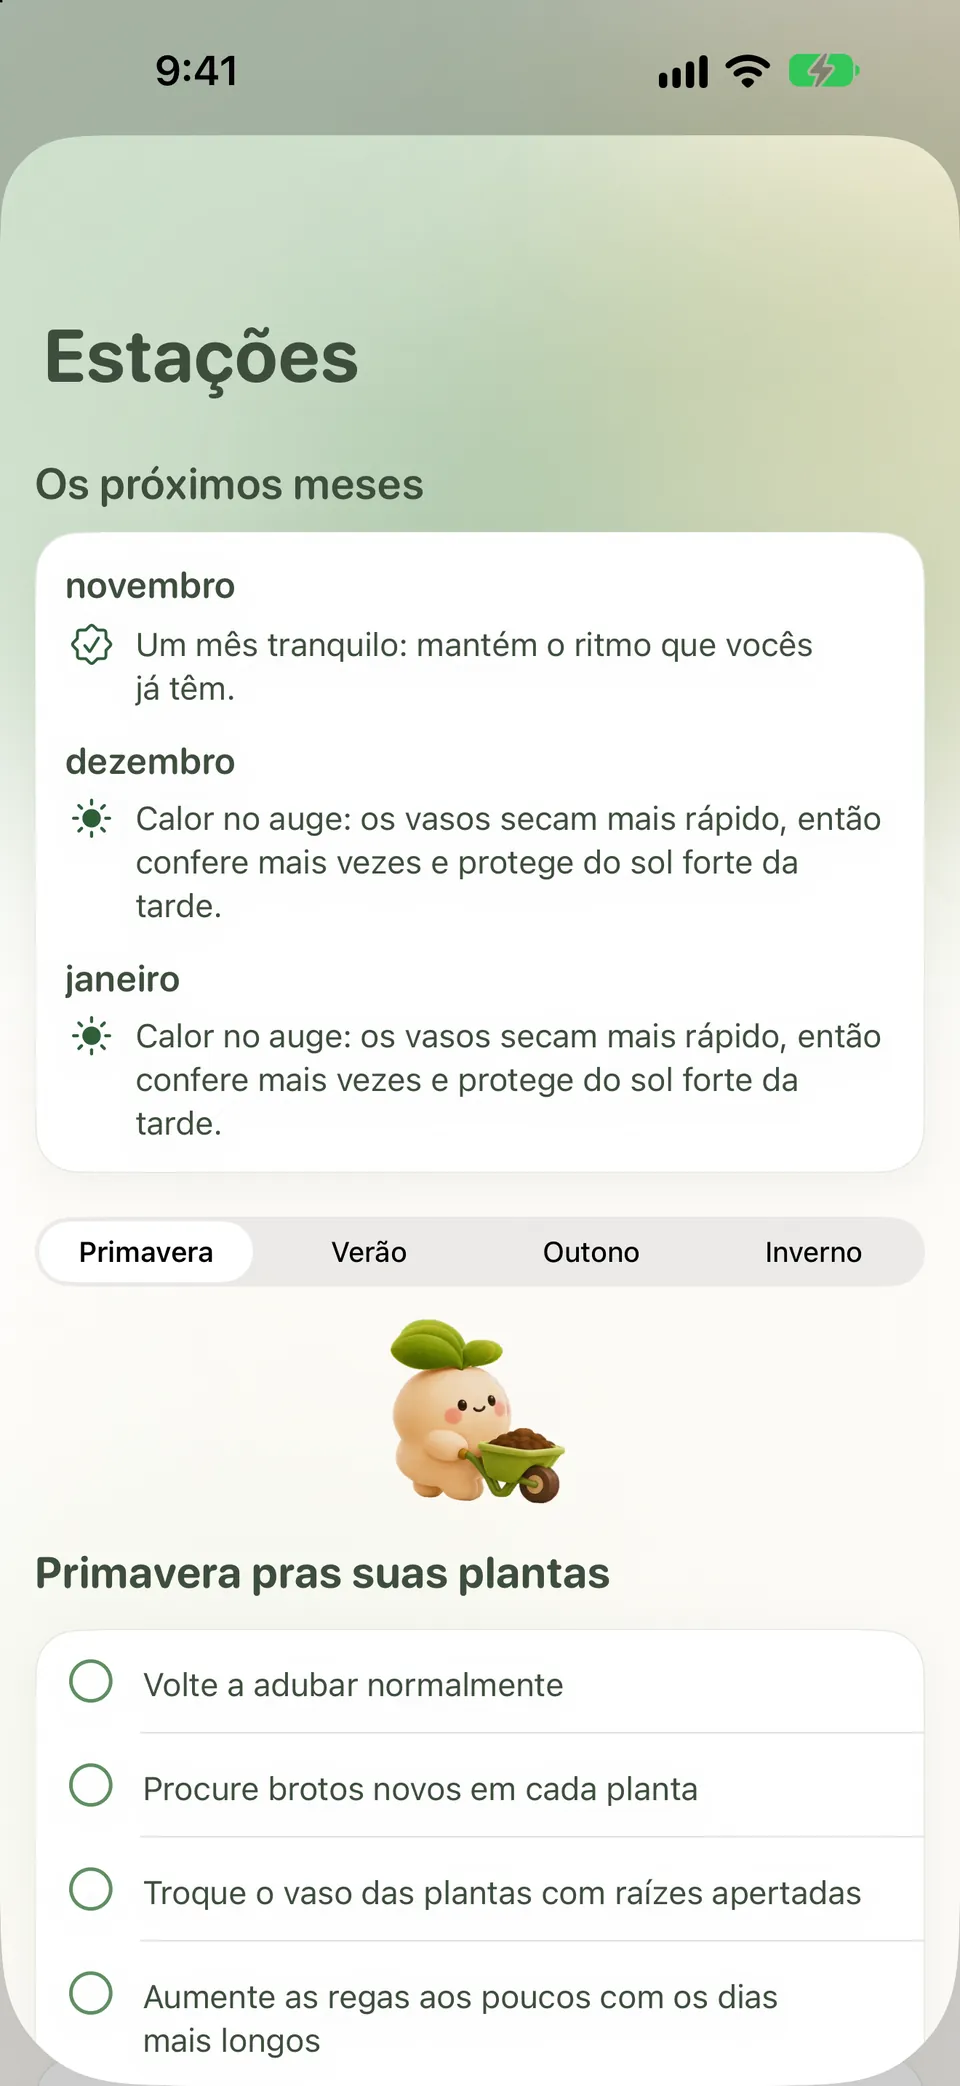 9:41
Estações
Os próximos meses
novembro
Um mês tranquilo: mantém o ritmo que vocês
já têm.
dezembro
Calor no auge: os vasos secam mais rápido, então
confere mais vezes e protege do sol forte da
tarde.
janeiro
Calor no auge: os vasos secam mais rápido, então
confere mais vezes e protege do sol forte da
tarde.
Primavera Verão Outono Inverno
Primavera pras suas plantas
Volte a adubar normalmente
Procure brotos novos em cada planta
Troque o vaso das plantas com raízes apertadas
Aumente as regas aos poucos com os dias
mais longos